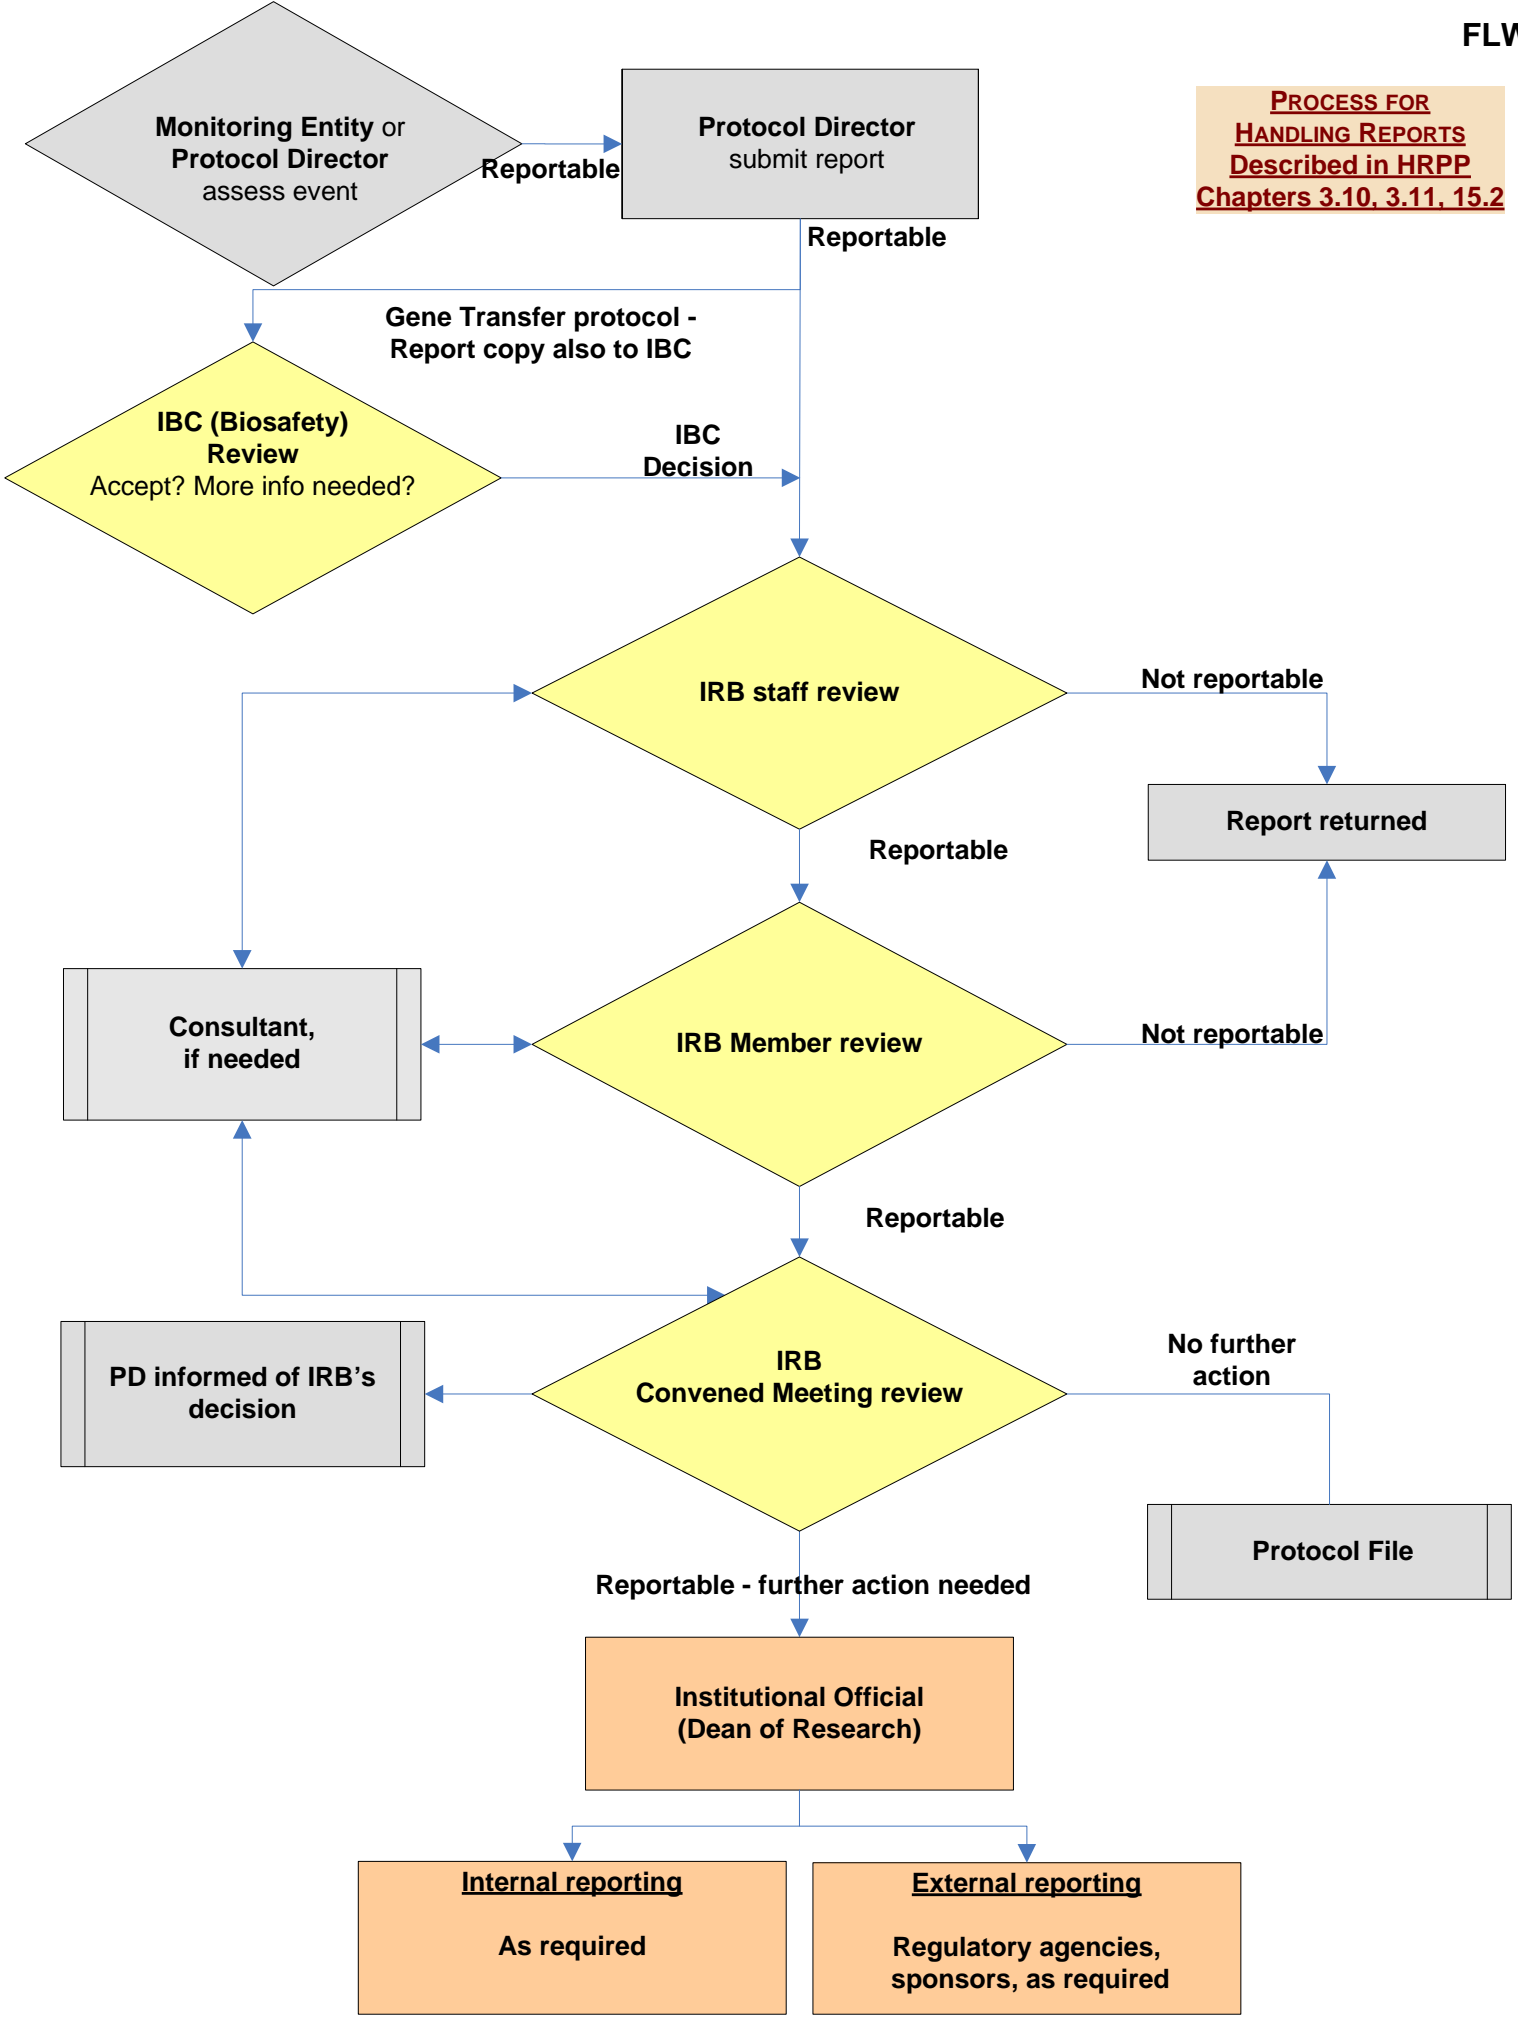 FLW
PROCESS FOR
HANDLING REPORTS
Described in HRPP
Chapters 3.10, 3.11, 15.2
Monitoring Entity or
Protocol Director
assess event
Reportable
Protocol Director
submit report
Reportable
Gene Transfer protocol -
Report copy also to IBC
IBC (Biosafety)
Review
Accept? More info needed?
IBC
Decision
IRB staff review
Not reportable
Report returned
Reportable
Consultant,
if needed
IRB Member review
Not reportable
Reportable
PD informed of IRB’s
decision
IRB
Convened Meeting review
No further
action
Protocol File
Reportable - further action needed
Institutional Official
(Dean of Research)
Internal reporting
As required
External reporting
Regulatory agencies,
sponsors, as required